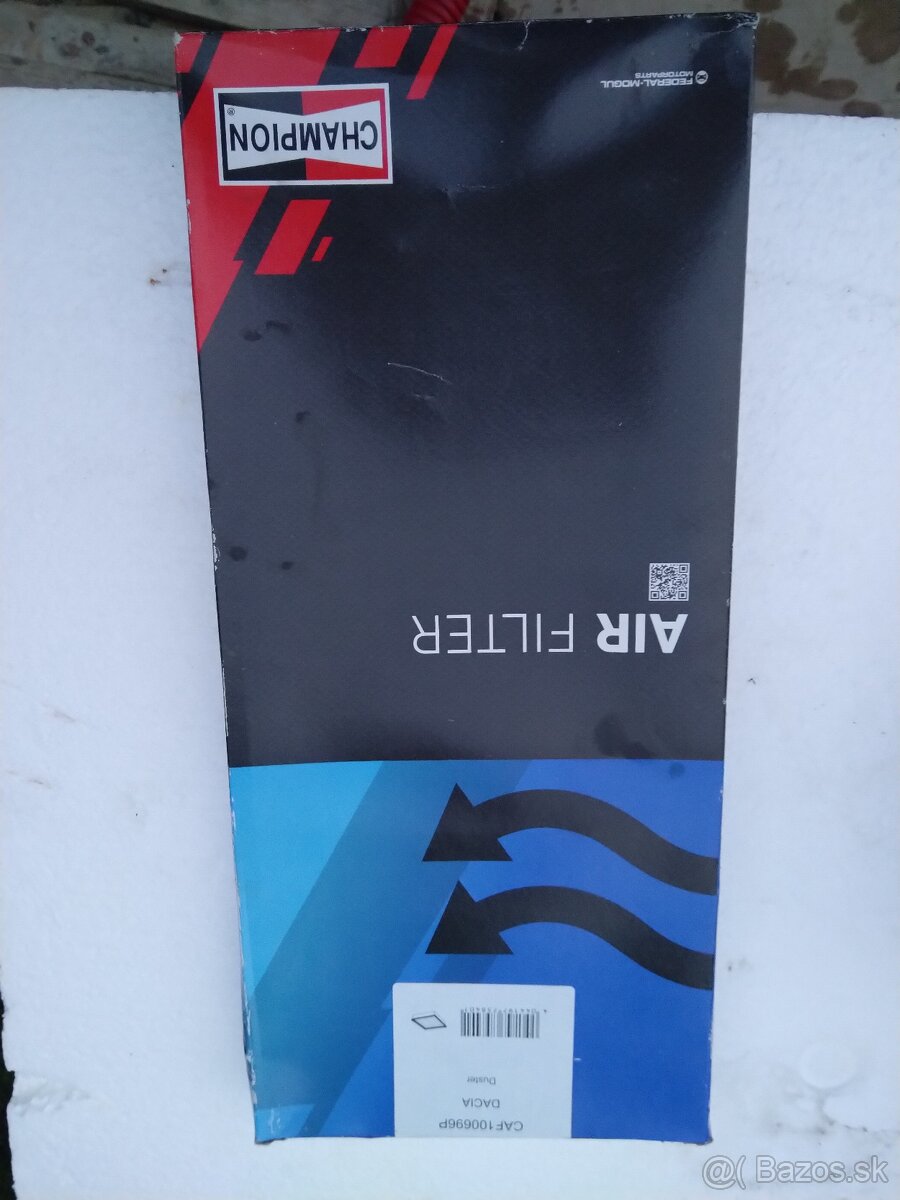 CAF100696P
DACIA
Duster
AIR FILTER
CHAMPION®
FEDERAL-MOGUL
MOTORPARTS
@( Bazos.sk